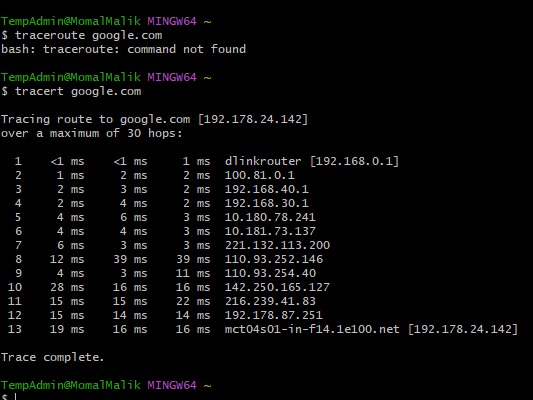 TempAdmin@MomalMalik MINGW64 ~
$ traceroute google.com
bash: traceroute: command not found
TempAdmin@MomalMalik MINGW64 ~
$ tracert google.com
Tracing route to google.com [192.178.24.142]
over a maximum of 30 hops:
1 <1 ms <1 ms 1 ms dlinkrouter [192.168.0.1]
2 1 ms 2 ms 2 ms 100.81.0.1
3 2 ms 3 ms 2 ms 192.168.40.1
4 2 ms 4 ms 2 ms 192.168.30.1
5 4 ms 6 ms 3 ms 10.180.78.241
6 4 ms 4 ms 3 ms 10.181.73.137
7 6 ms 3 ms 3 ms 221.132.113.200
8 12 ms 39 ms 39 ms 110.93.252.146
9 4 ms 3 ms 11 ms 110.93.254.40
10 28 ms 16 ms 16 ms 142.250.165.127
11 15 ms 15 ms 22 ms 216.239.41.83
12 15 ms 14 ms 14 ms 192.178.87.251
13 19 ms 16 ms 16 ms mct04s01-in-f14.1e100.net [192.178.24.142]
Trace complete.
TempAdmin@MomalMalik MINGW64 ~
$